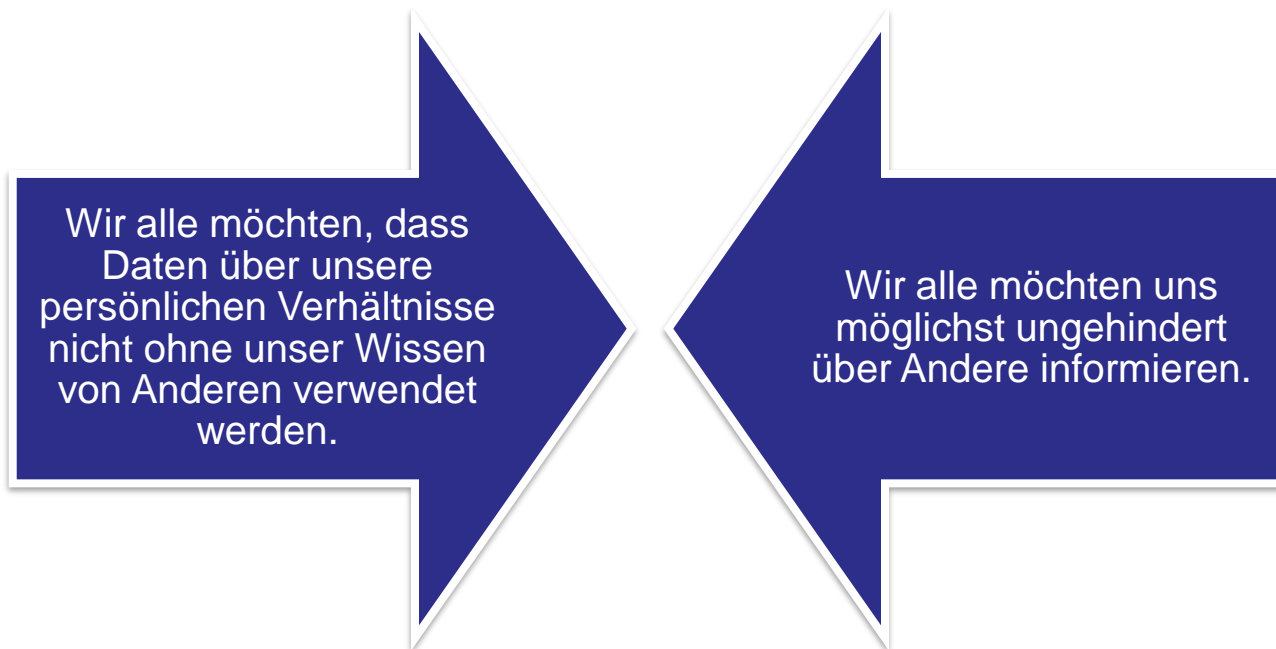 Wir alle möchten, dass
Daten über unsere
persönlichen Verhältnisse
nicht ohne unser Wissen
von Anderen verwendet
werden.
Wir alle möchten uns
möglichst ungehindert
über Andere informieren.